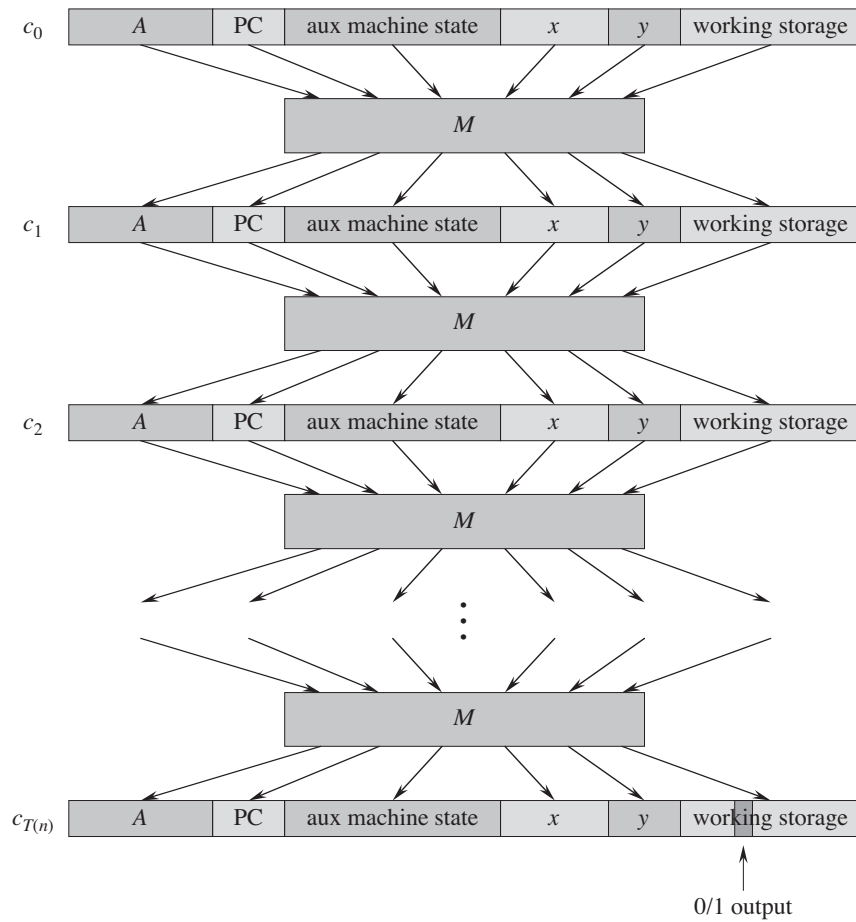 c0 A PC aux machine state x y working storage
M
c1 A PC aux machine state x y working storage
M
c2 A PC aux machine state x y working storage
M
⋮
M
cT(n) A PC aux machine state x y working storage
0/1 output